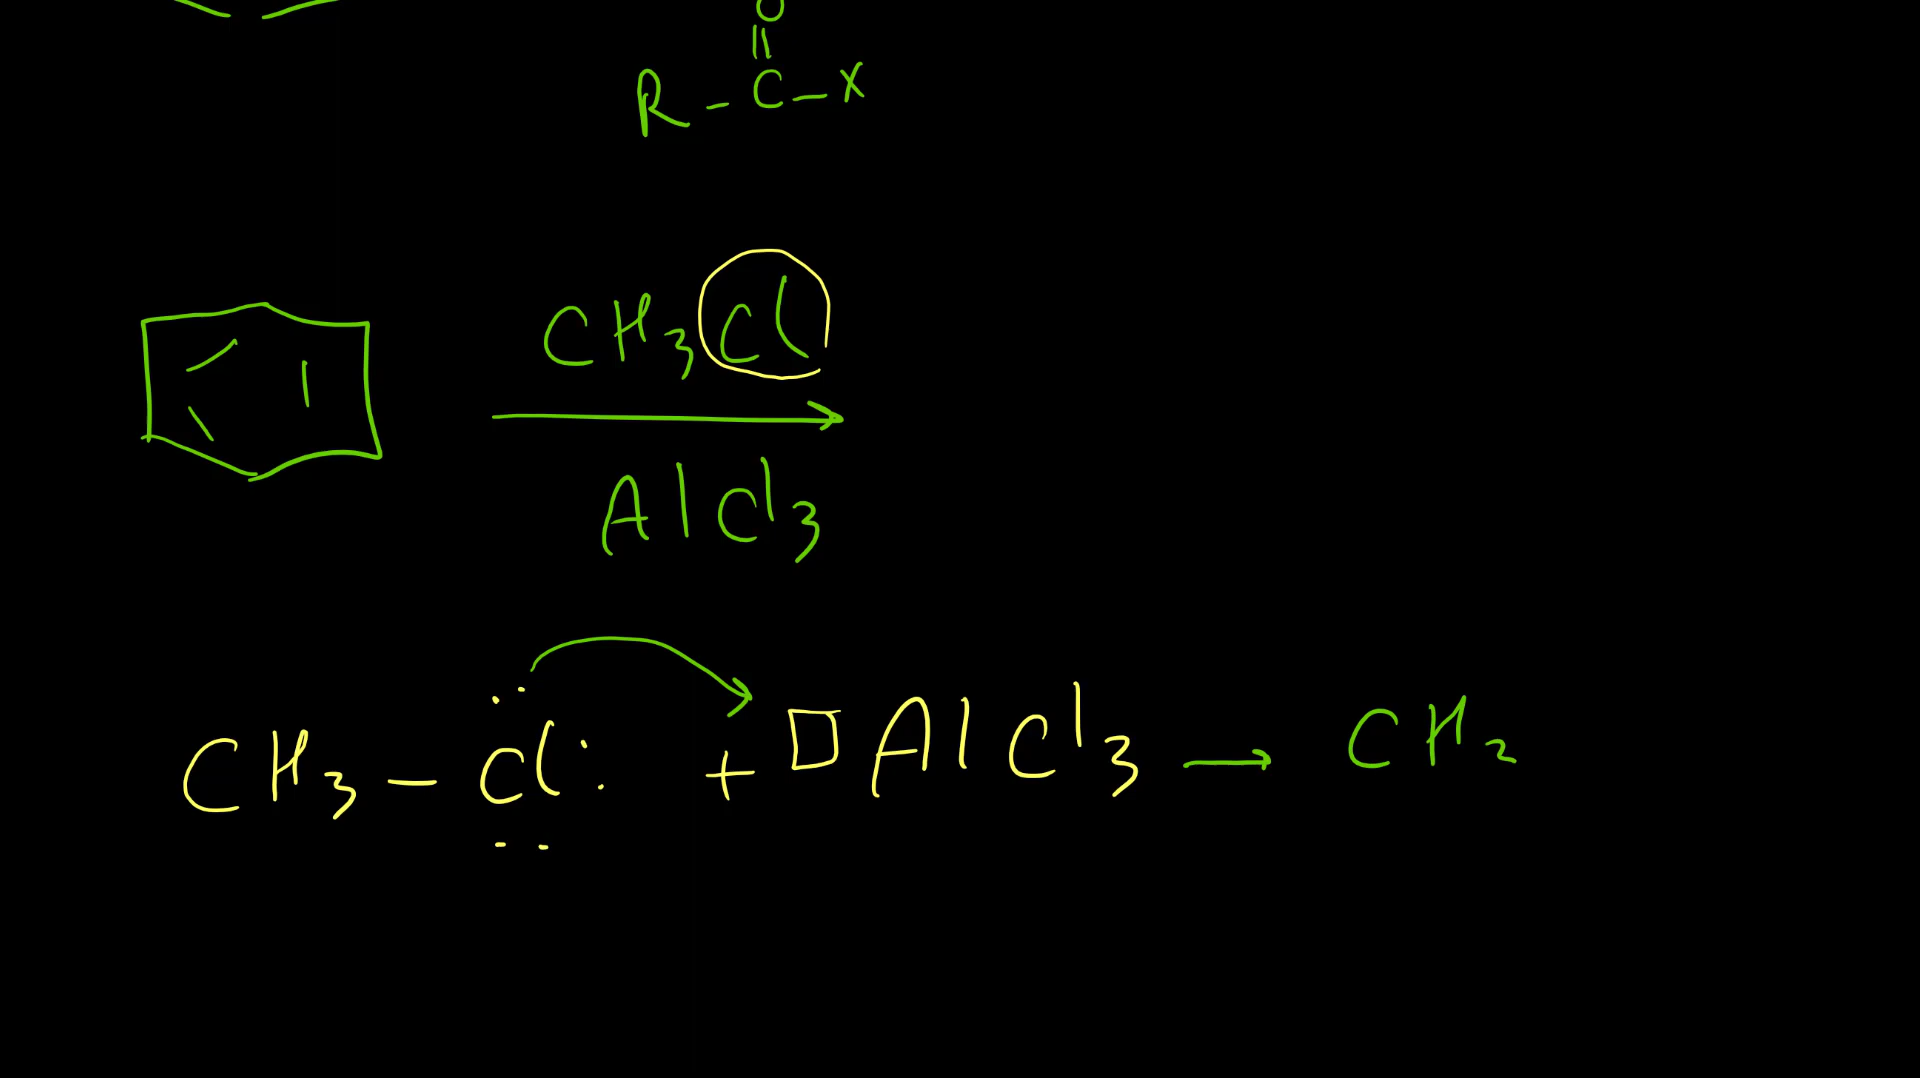 O
||
R - C - X
CH3Cl
AlCl3
CH3 - Cl: + AlCl3 → CH2